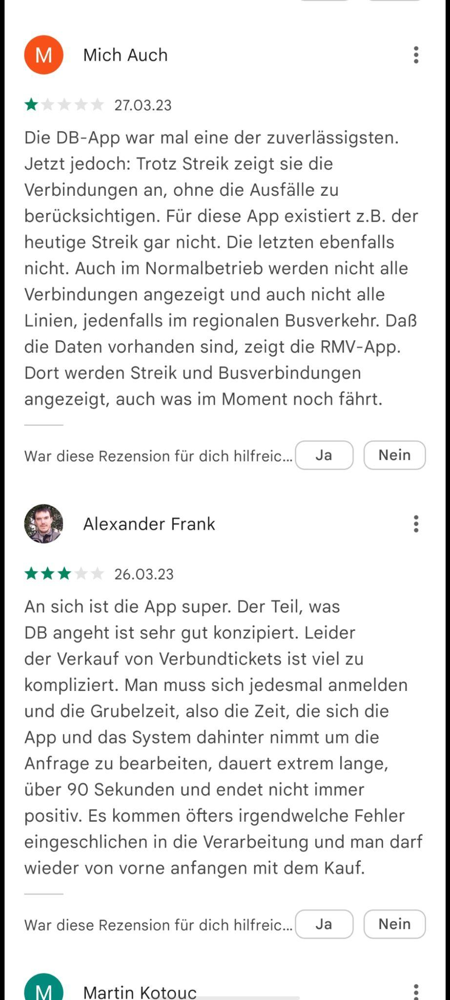 M Mich Auch
27.03.23
Die DB-App war mal eine der zuverlässigsten.
Jetzt jedoch: Trotz Streik zeigt sie die
Verbindungen an, ohne die Ausfälle zu
berücksichtigen. Für diese App existiert z.B. der
heutige Streik gar nicht. Die letzten ebenfalls
nicht. Auch im Normalbetrieb werden nicht alle
Verbindungen angezeigt und auch nicht alle
Linien, jedenfalls im regionalen Busverkehr. Daß
die Daten vorhanden sind, zeigt die RMV-App.
Dort werden Streik und Busverbindungen
angezeigt, auch was im Moment noch fährt.
War diese Rezension für dich hilfreic... Ja Nein
Alexander Frank
26.03.23
An sich ist die App super. Der Teil, was
DB angeht ist sehr gut konzipiert. Leider
der Verkauf von Verbundtickets ist viel zu
kompliziert. Man muss sich jedesmal anmelden
und die Grubelzeit, also die Zeit, die sich die
App und das System dahinter nimmt um die
Anfrage zu bearbeiten, dauert extrem lange,
über 90 Sekunden und endet nicht immer
positiv. Es kommen öfters irgendwelche Fehler
eingeschlichen in die Verarbeitung und man darf
wieder von vorne anfangen mit dem Kauf.
War diese Rezension für dich hilfreic... Ja Nein
M Martin Kotouc